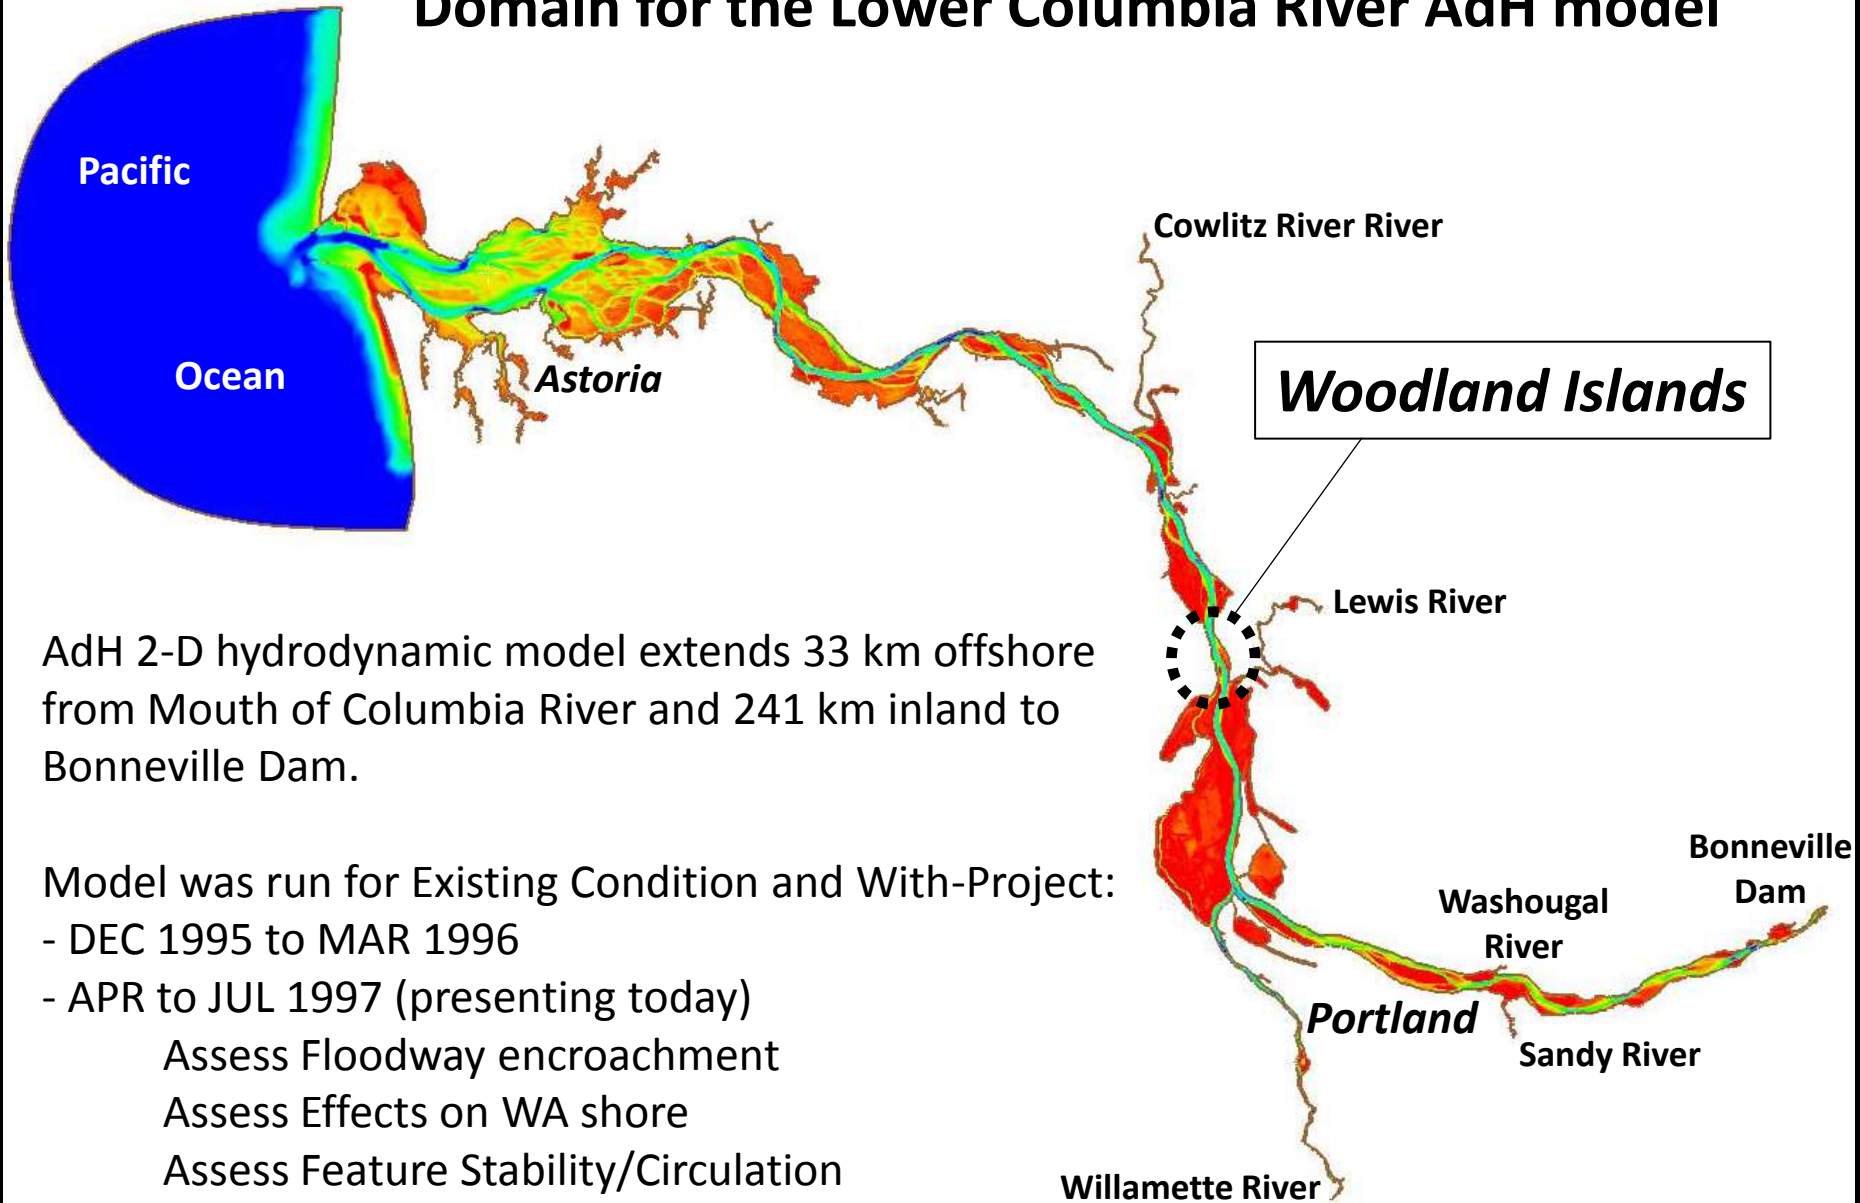 Domain for the Lower Columbia River AdH model
Pacific
Ocean
Astoria
Cowlitz River River
Woodland Islands
Lewis River
AdH 2-D hydrodynamic model extends 33 km offshore
from Mouth of Columbia River and 241 km inland to
Bonneville Dam.
Model was run for Existing Condition and With-Project:
- DEC 1995 to MAR 1996
- APR to JUL 1997 (presenting today)
Assess Floodway encroachment
Assess Effects on WA shore
Assess Feature Stability/Circulation
Bonneville
Dam
Washougal
River
Portland
Sandy River
Willamette River